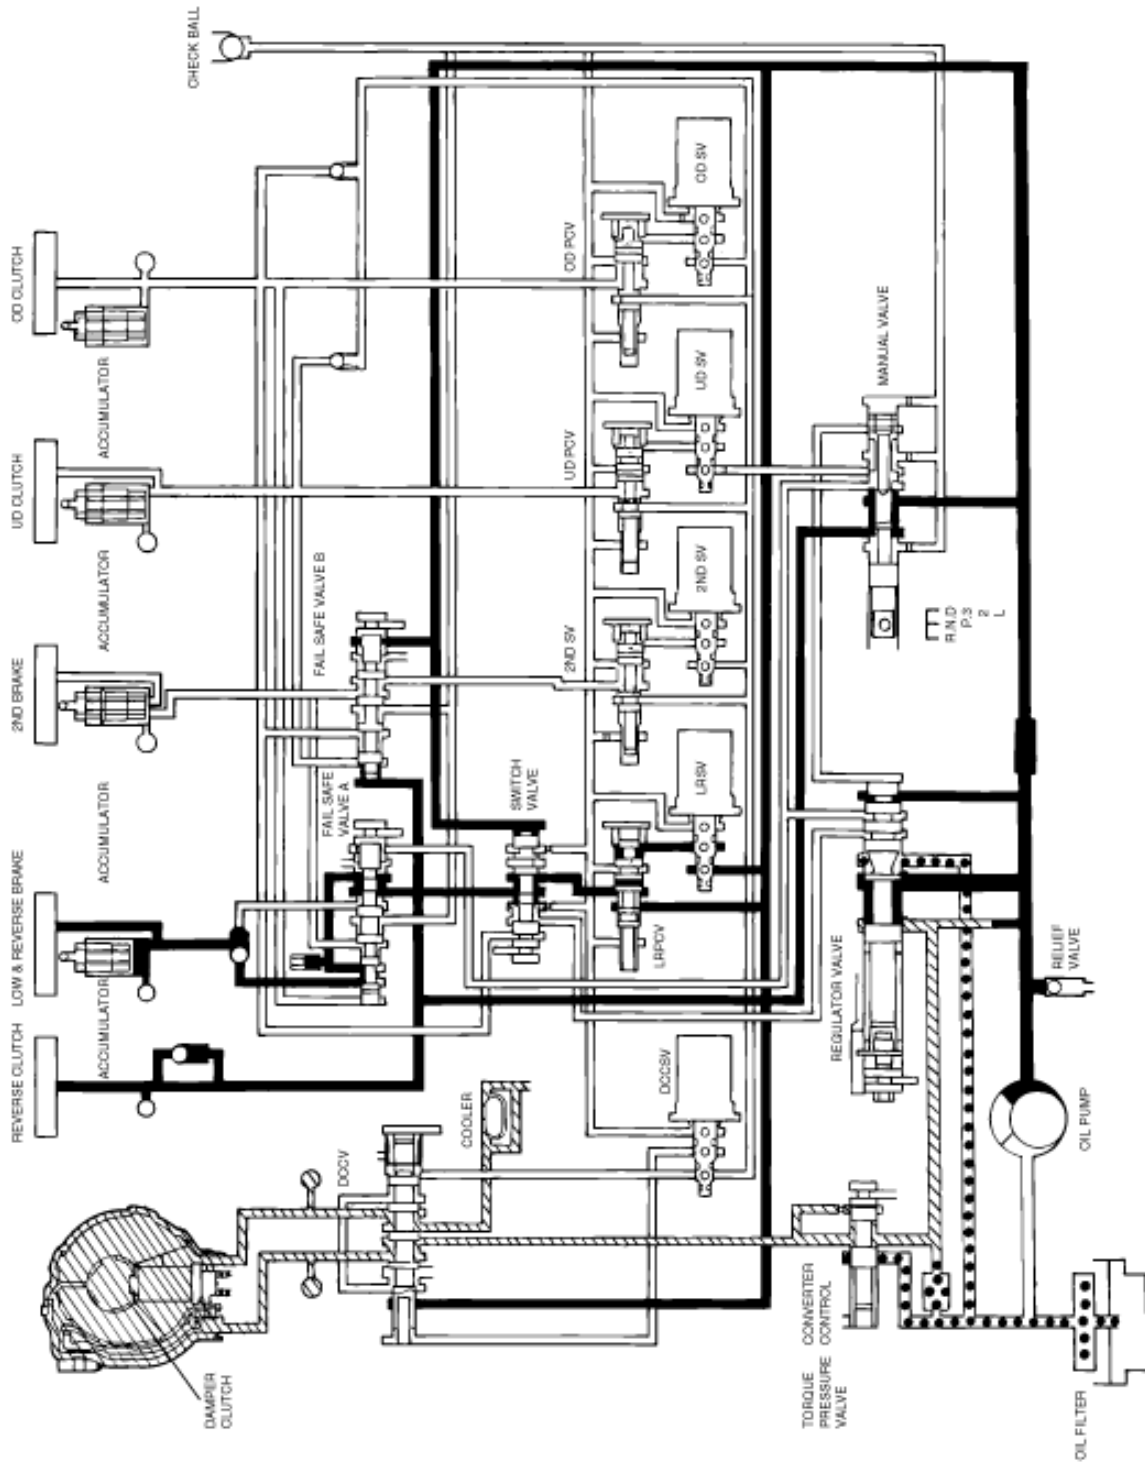 REVERSE CLUTCH
LOW & REVERSE BRAKE
2ND BRAKE
UD CLUTCH
OD CLUTCH
ACCUMULATOR
ACCUMULATOR
ACCUMULATOR
ACCUMULATOR
CHECK BALL
DAMPER
CLUTCH
FAIL SAFE VALVE B
FAIL SAFE
VALVE A
DCCV
COOLER
SWITCH
VALVE
2ND SV
UD PCV
OD PCV
LRPCV
DCCSV
LRSV
2ND SV
UD SV
OD SV
TORQUE CONVERTER
PRESSURE CONTROL
VALVE
REGULATOR VALVE
MANUAL VALVE
R.N.D
P.3
2
L
RELIEF
VALVE
OIL FILTER
OIL PUMP